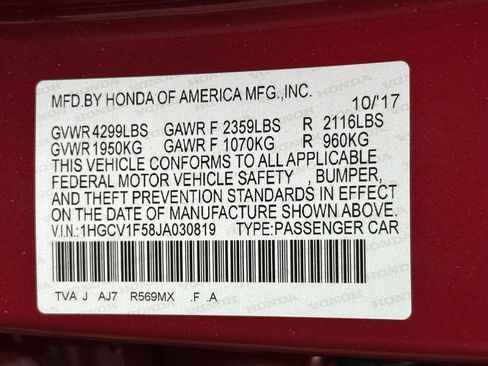 MFD.BY HONDA OF AMERICA MFG.,INC. 10/'17
GVWR 4299LBS GAWR F 2359LBS R 2116LBS
GVWR 1950KG GAWR F 1070KG R 960KG
THIS VEHICLE CONFORMS TO ALL APPLICABLE
FEDERAL MOTOR VEHICLE SAFETY , BUMPER,
AND THEFT PREVENTION STANDARDS IN EFFECT
ON THE DATE OF MANUFACTURE SHOWN ABOVE.
V.I.N.:1HGCV1F58JA030819 TYPE:PASSENGER CAR
TVA J AJ7 R569MX .F .A